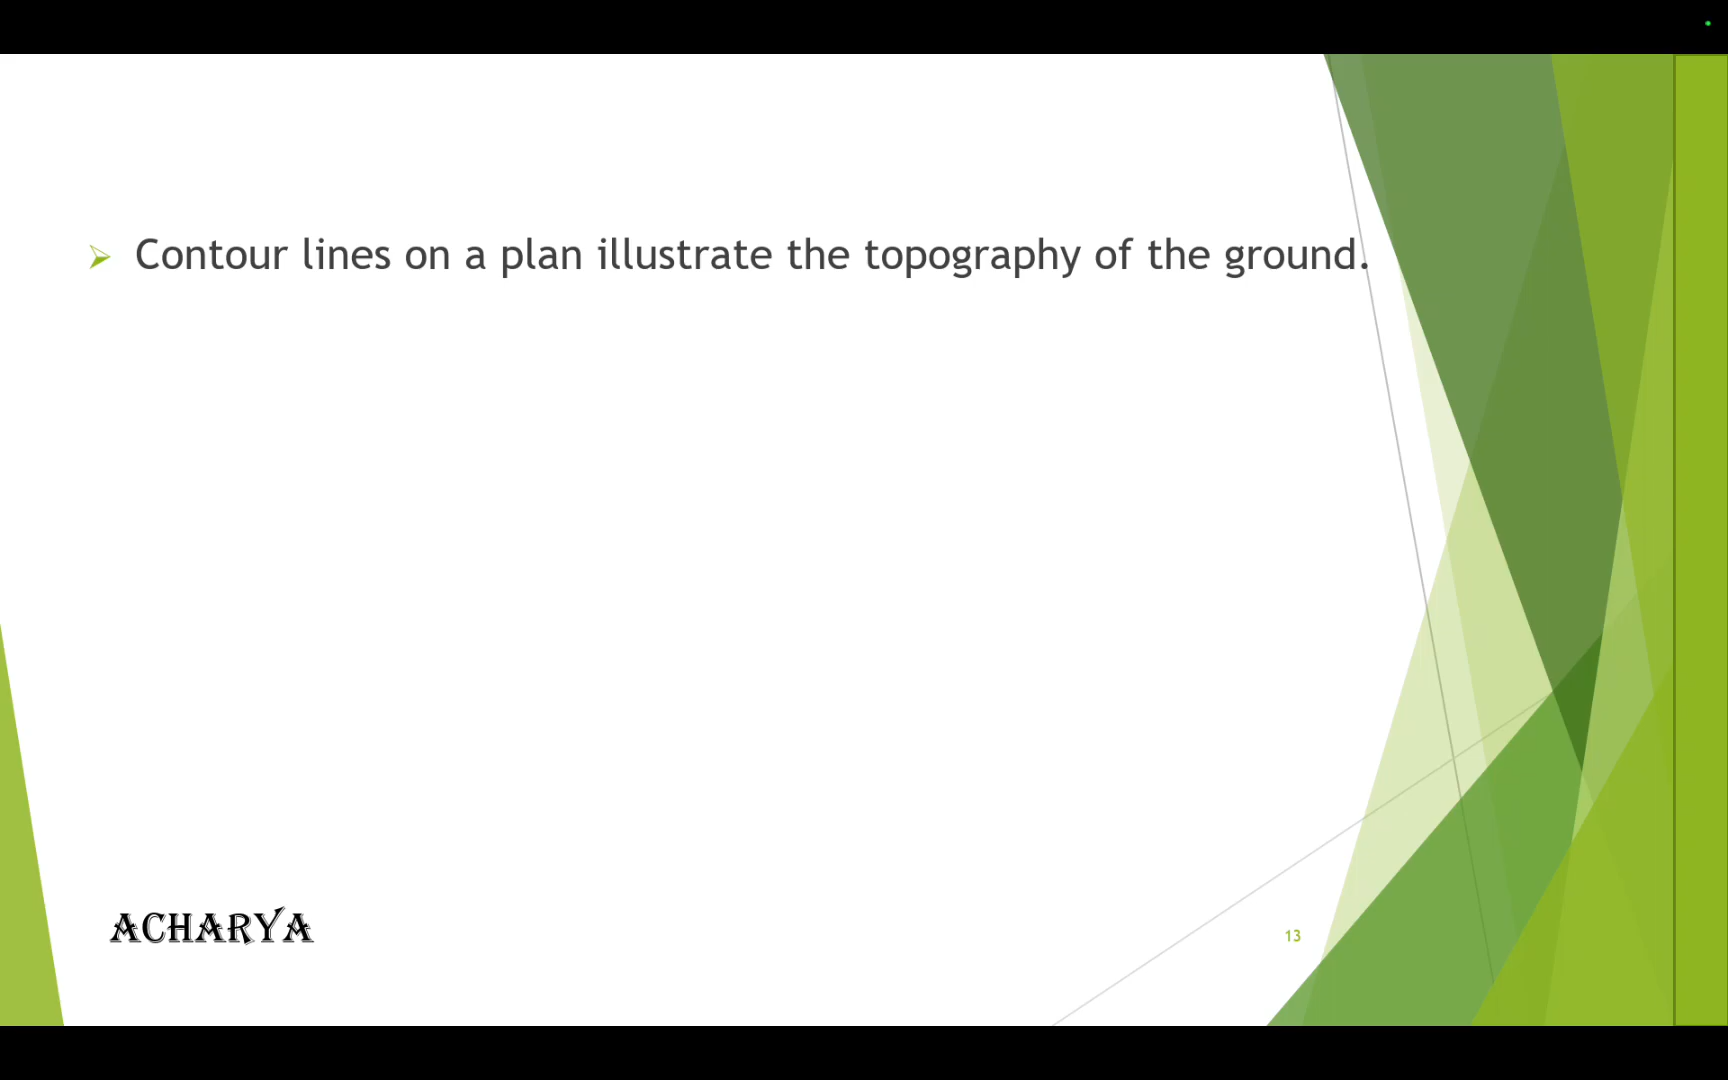 Contour lines on a plan illustrate the topography of the ground.
ACHARYA
13